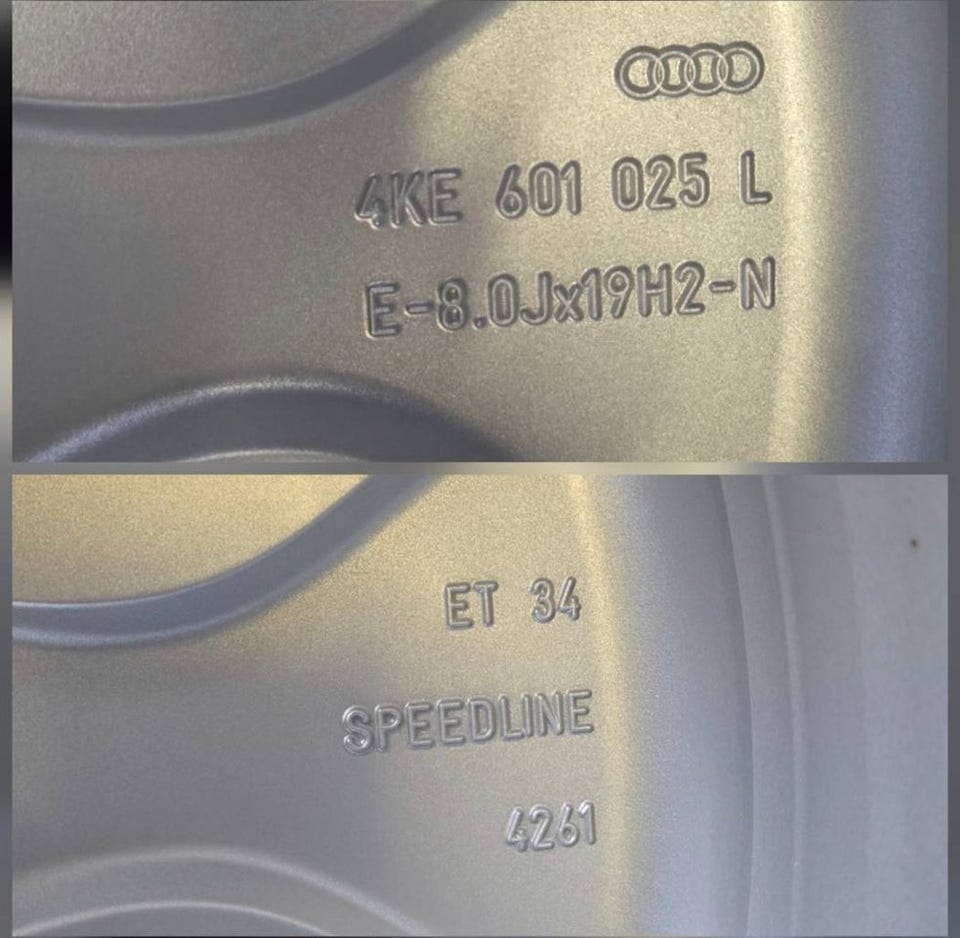 4KE 601 025 L
E-8.0Jx19H2-N
ET 34
SPEEDLINE
4261